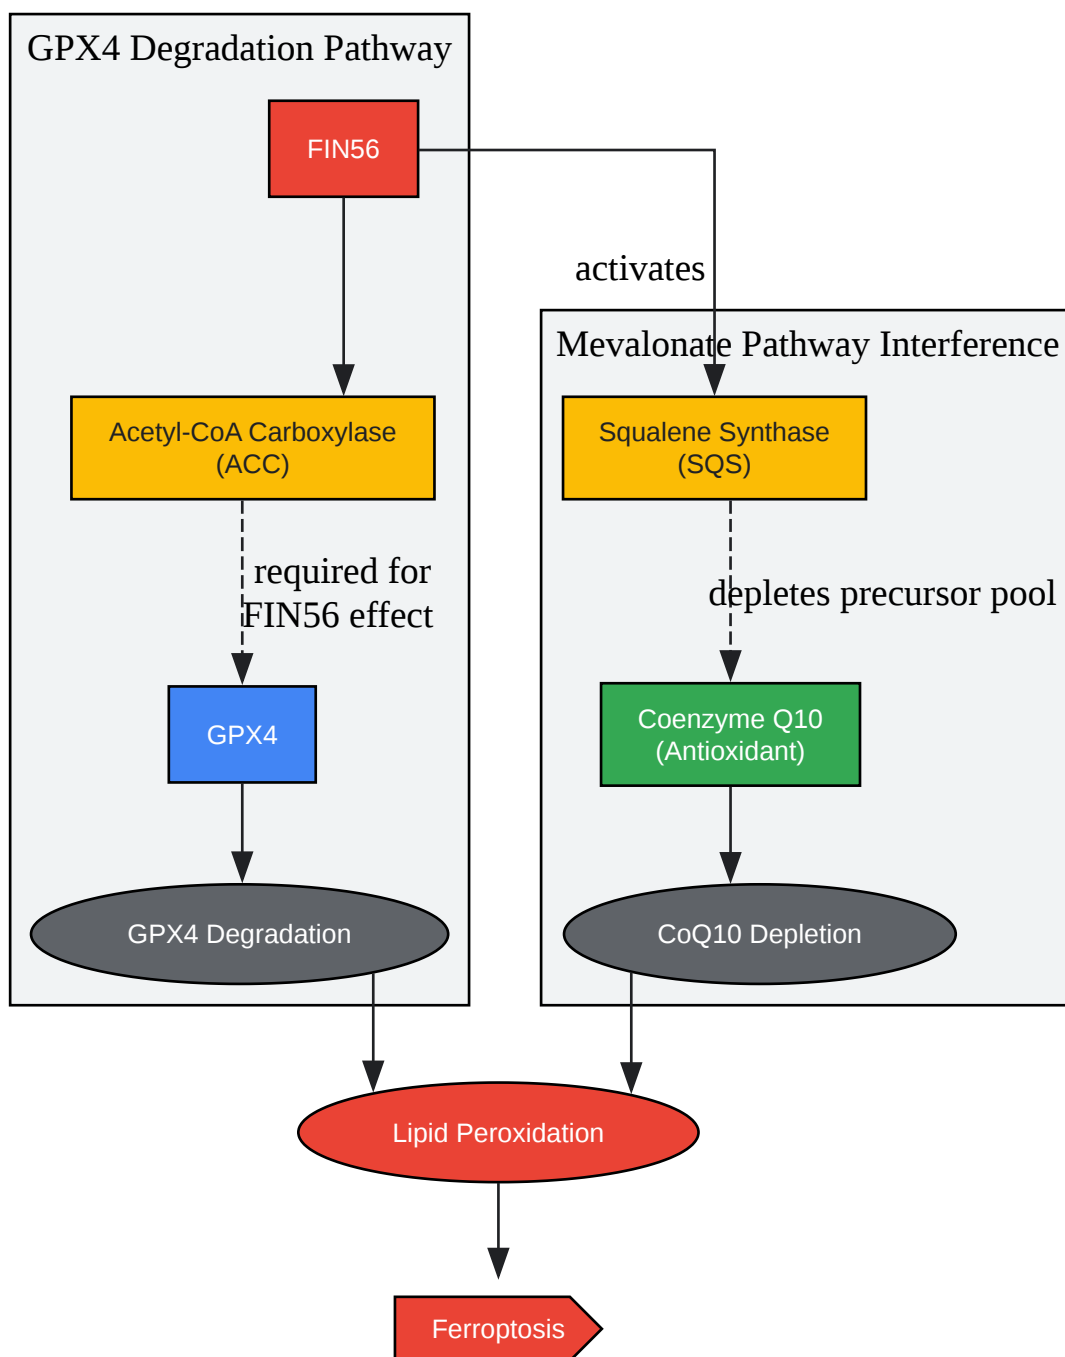 GPX4 Degradation Pathway
FIN56
activates
Mevalonate Pathway Interference
Acetyl-CoA Carboxylase
(ACC)
Squalene Synthase
(SQS)
required for
FIN56 effect
depletes precursor pool
GPX4
Coenzyme Q10
(Antioxidant)
GPX4 Degradation
CoQ10 Depletion
Lipid Peroxidation
Ferroptosis